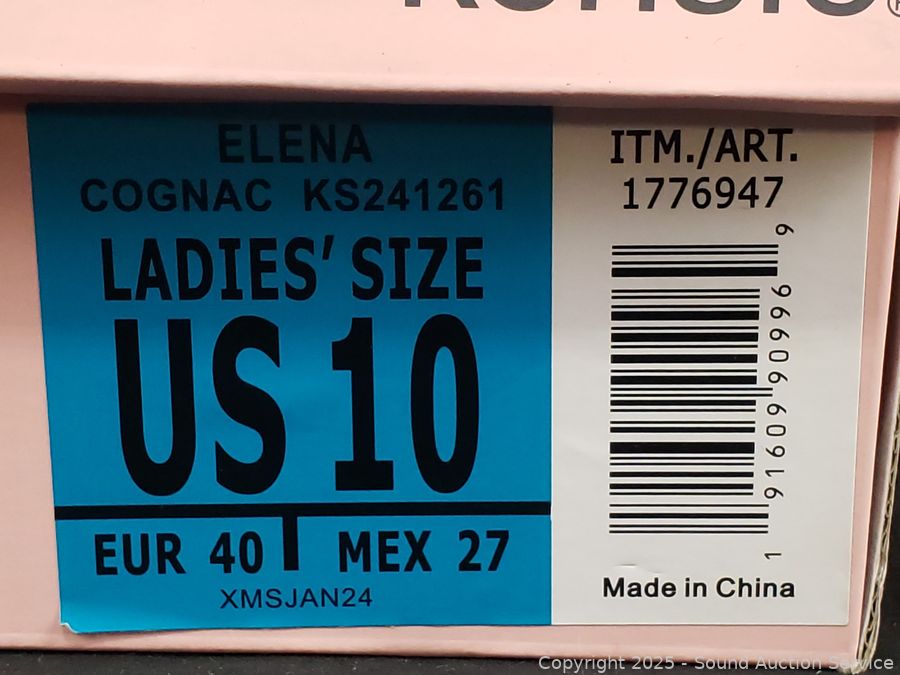 ELENA
COGNAC KS241261
LADIES' SIZE
US 10
EUR 40
MEX 27
XMSJAN24
ITM./ART.
1776947
1 91609 90996 9
Made in China
Copyright 2025 - Sound Auction Service